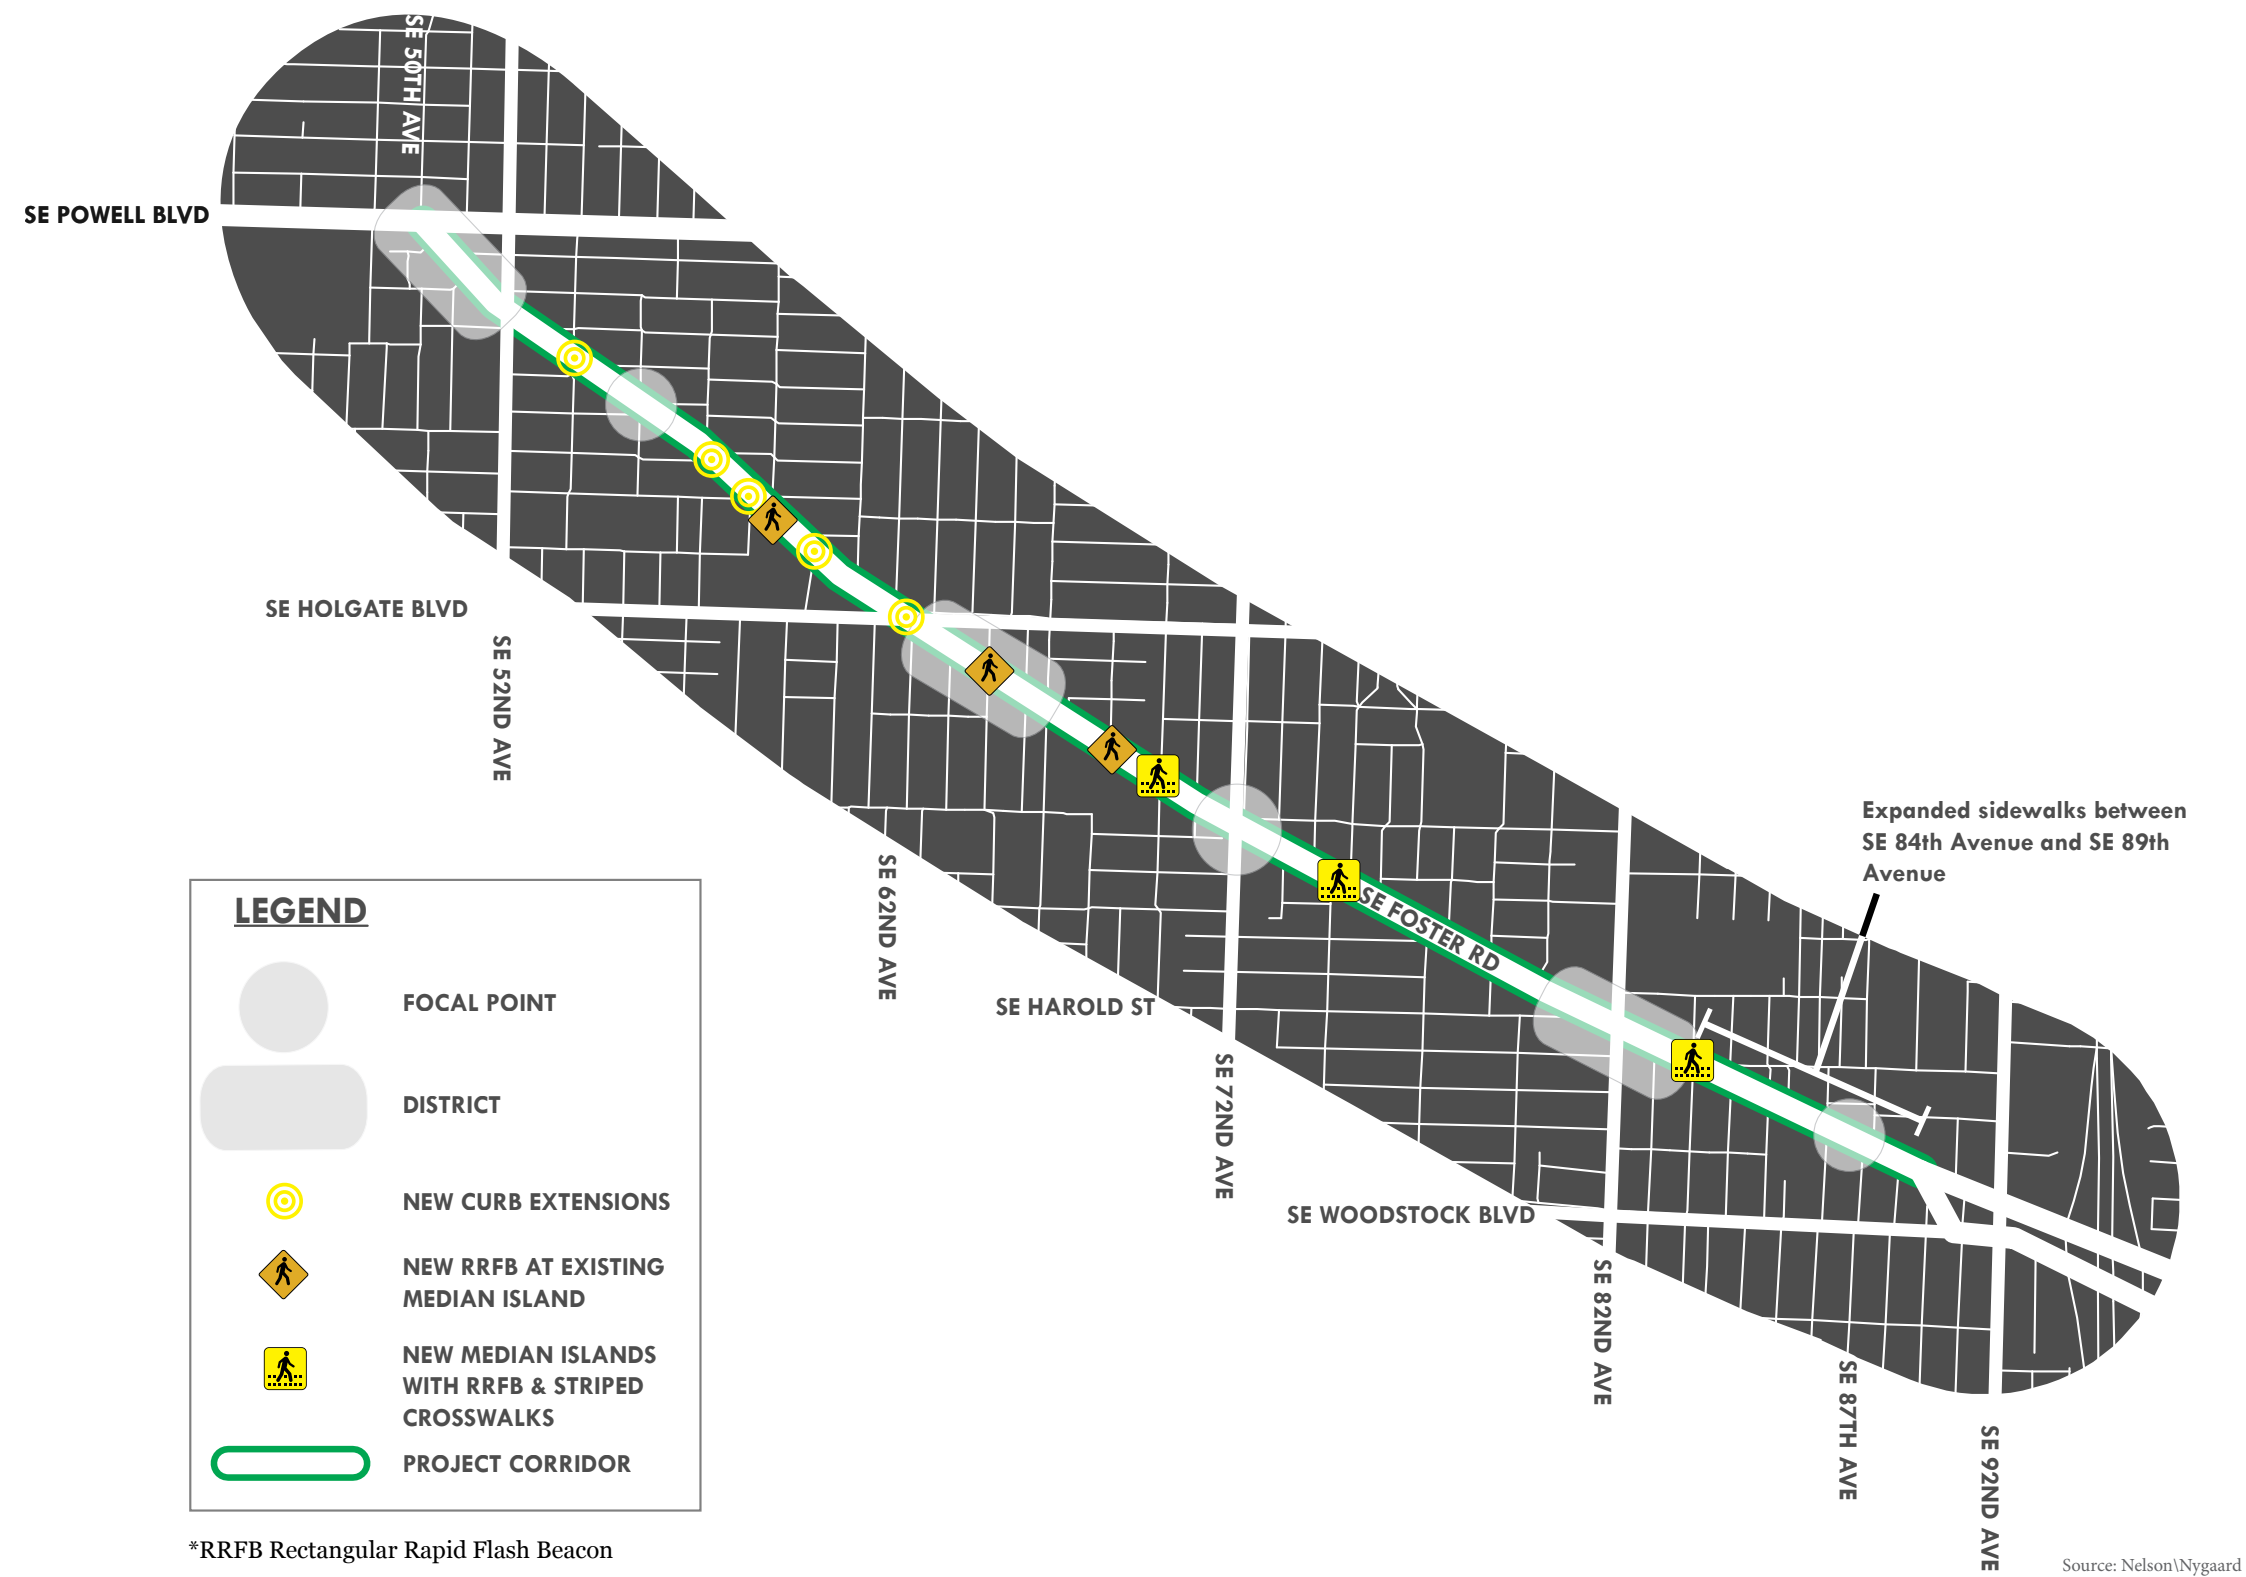 SE 50TH AVE
SE POWELL BLVD
SE HOLGATE BLVD
SE 52ND AVE
Expanded sidewalks between
SE 84th Avenue and SE 89th
Avenue
SE 62ND AVE
SE FOSTER RD
SE HAROLD ST
SE 72ND AVE
SE WOODSTOCK BLVD
SE 82ND AVE
SE 87TH AVE
SE 92ND AVE
LEGEND
FOCAL POINT
DISTRICT
NEW CURB EXTENSIONS
NEW RRFB AT EXISTING
MEDIAN ISLAND
NEW MEDIAN ISLANDS
WITH RRFB & STRIPED
CROSSWALKS
PROJECT CORRIDOR
*RRFB Rectangular Rapid Flash Beacon
Source: Nelson\Nygaard